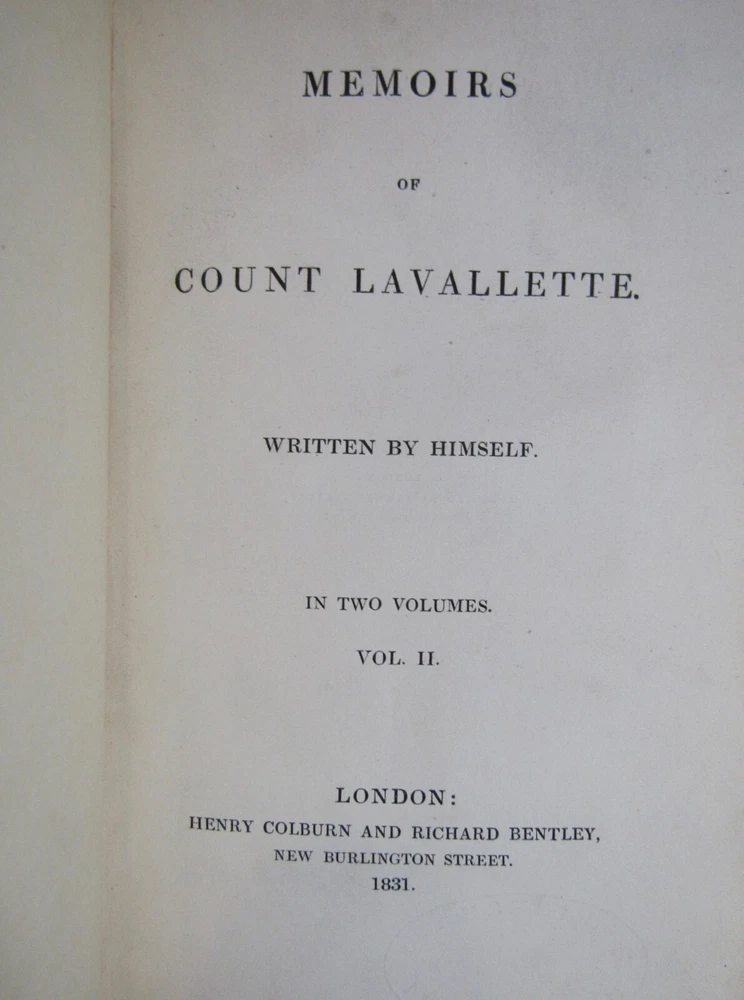 MEMOIRS
OF
COUNT LAVALLETTE.
WRITTEN BY HIMSELF.
IN TWO VOLUMES.
VOL. II.
LONDON:
HENRY COLBURN AND RICHARD BENTLEY,
NEW BURLINGTON STREET.
1831.